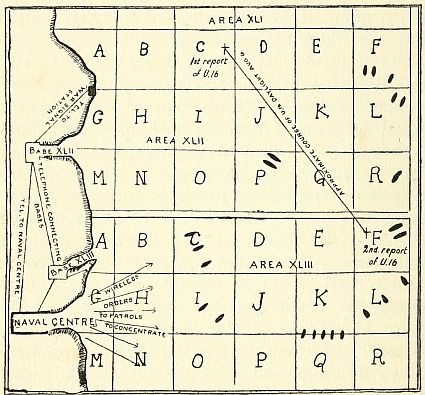 AREA XLI
A B C D E F
1st report
of U.16
APPROXIMATE COURSE OF U.16 DAYLIGHT AUG 4
TEL. TO
WAR SIGNAL
STATION
G H I J K L
AREA XLII
BASE XLII
M N O P Q R
TELEPHONE CONNECTING
BASES
TEL. TO NAVAL CENTRE
A B C D E F
2nd report
of U.16
BASE XLIII
AREA XLIII
G H I J K L
WIRELESS
ORDERS
TO PATROLS
TO CONCENTRATE
NAVAL CENTRE
M N O P Q R